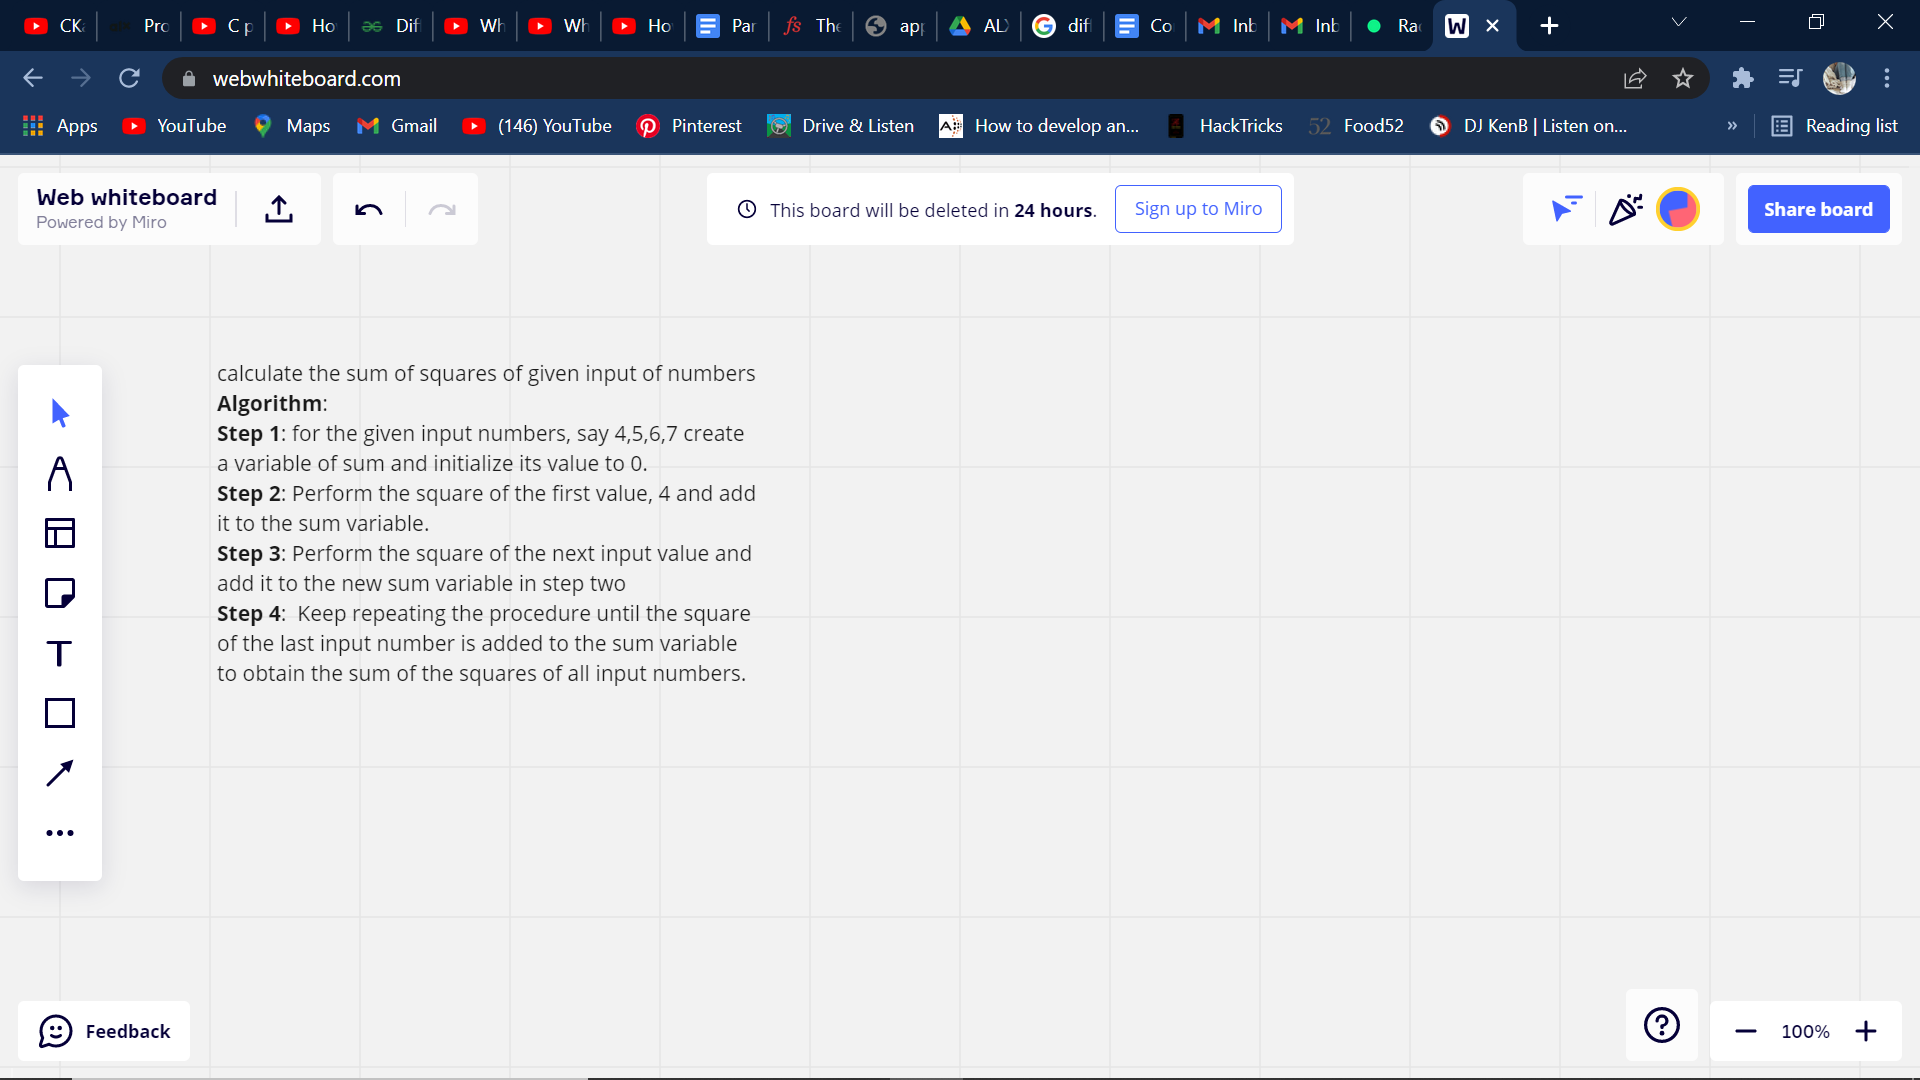 CK
Pro
C p
Ho
Dif
Wh
Wh
Ho
Par
fs The
app
AL
G dif
Co
Inb
Inb
Ra
W
webwhiteboard.com
Apps
YouTube
Maps
Gmail
(146) YouTube
Pinterest
Drive & Listen
How to develop an...
HackTricks
52 Food52
DJ KenB | Listen on...
»
Reading list
Web whiteboard
Powered by Miro
This board will be deleted in 24 hours.
Sign up to Miro
Share board
calculate the sum of squares of given input of numbers
Algorithm:
Step 1: for the given input numbers, say 4,5,6,7 create
a variable of sum and initialize its value to 0.
Step 2: Perform the square of the first value, 4 and add
it to the sum variable.
Step 3: Perform the square of the next input value and
add it to the new sum variable in step two
Step 4:  Keep repeating the procedure until the square
of the last input number is added to the sum variable
to obtain the sum of the squares of all input numbers.
T
Feedback
100%